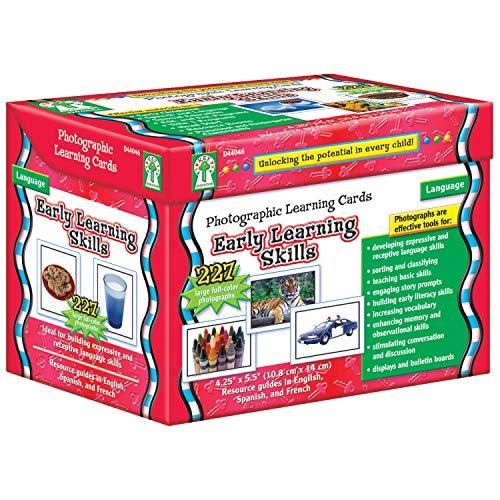 Photographic
Learning Cards
D44046
Language
Early Learning
Skills
227
large full-color
photographs
Ideal for building expressive and
receptive language skills
Resource guides in English,
Spanish, and French
D44046
Unlocking the potential in every child!
Photographic Learning Cards
Language
Early Learning
Skills
227
large full-color
photographs
4.25" x 5.5" (10.8 cm x 14 cm)
Resource guides in English,
Spanish, and French
Photographs are
effective tools for:
• developing expressive and
receptive language skills
• sorting and classifying
• teaching basic skills
• engaging story prompts
• building early literacy skills
• increasing vocabulary
• enhancing memory and
observational skills
• stimulating conversation
and discussion
• displays and bulletin boards